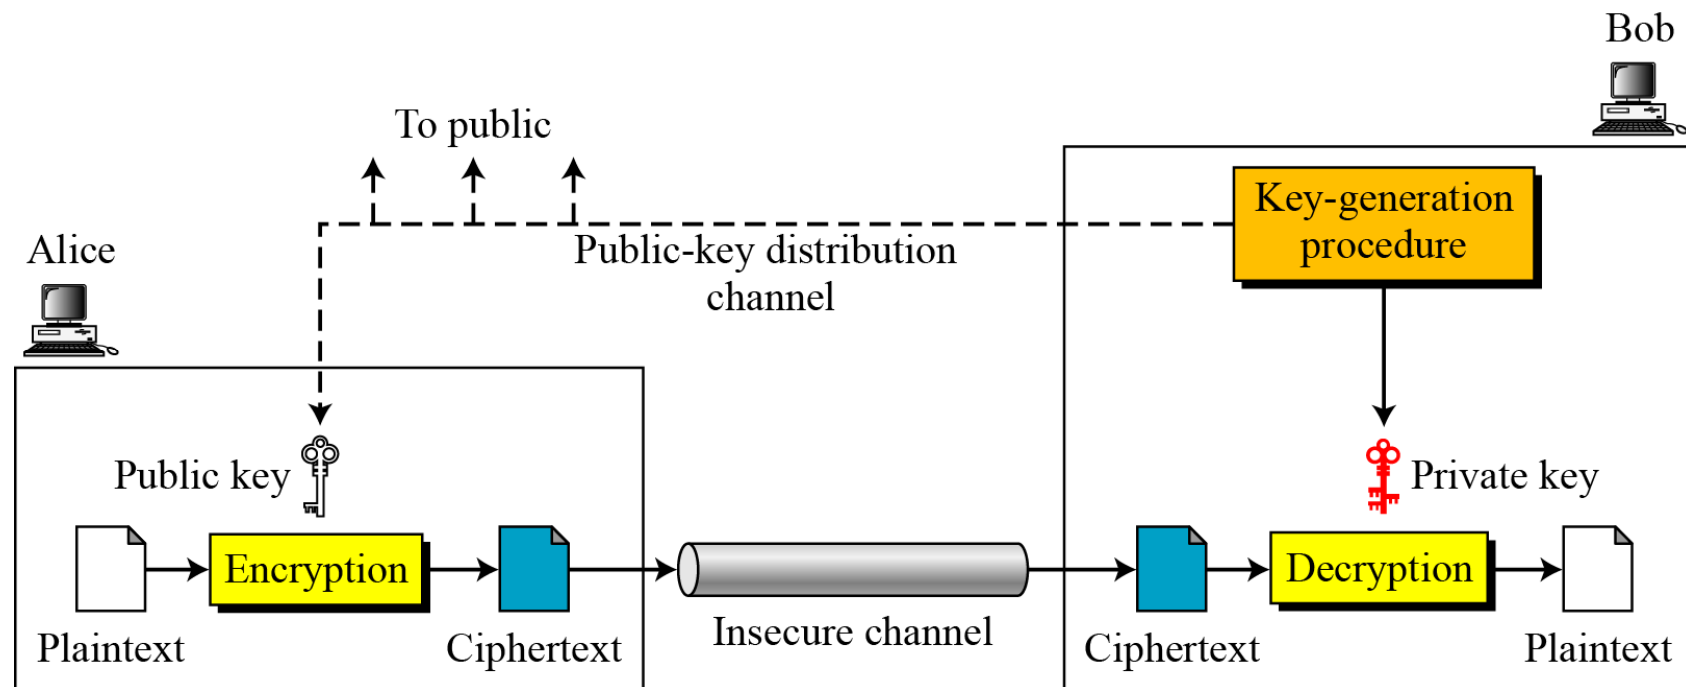 Bob
To public
Key-generation
procedure
Alice
Public-key distribution
channel
Public key
Private key
Encryption
Decryption
Plaintext
Ciphertext
Insecure channel
Ciphertext
Plaintext